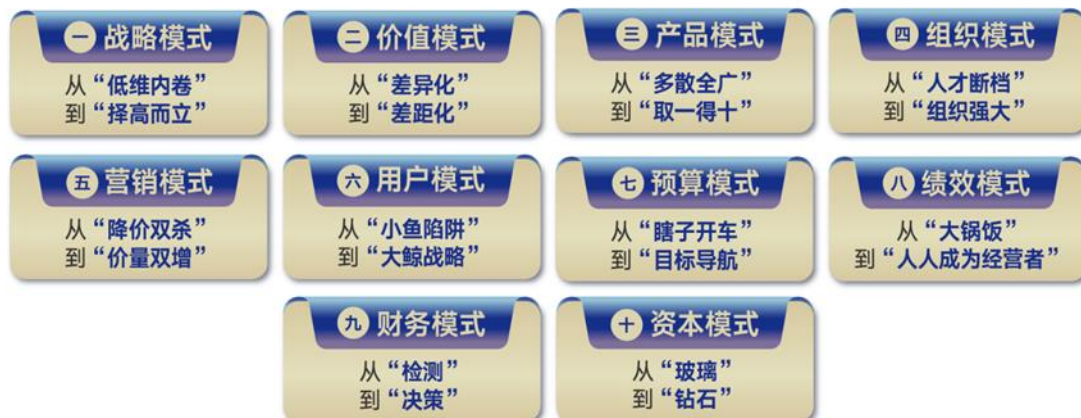 一 战略模式
从“低维内卷”
到“择高而立”
二 价值模式
从“差异化”
到“差距化”
三 产品模式
从“多散全广”
到“取一得十”
四 组织模式
从“人才断档”
到“组织强大”
五 营销模式
从“降价双杀”
到“价量双增”
六 用户模式
从“小鱼陷阱”
到“大鲸战略”
七 预算模式
从“瞎子开车”
到“目标导航”
八 绩效模式
从“大锅饭”
到“人人成为经营者”
九 财务模式
从“检测”
到“决策”
十 资本模式
从“玻璃”
到“钻石”